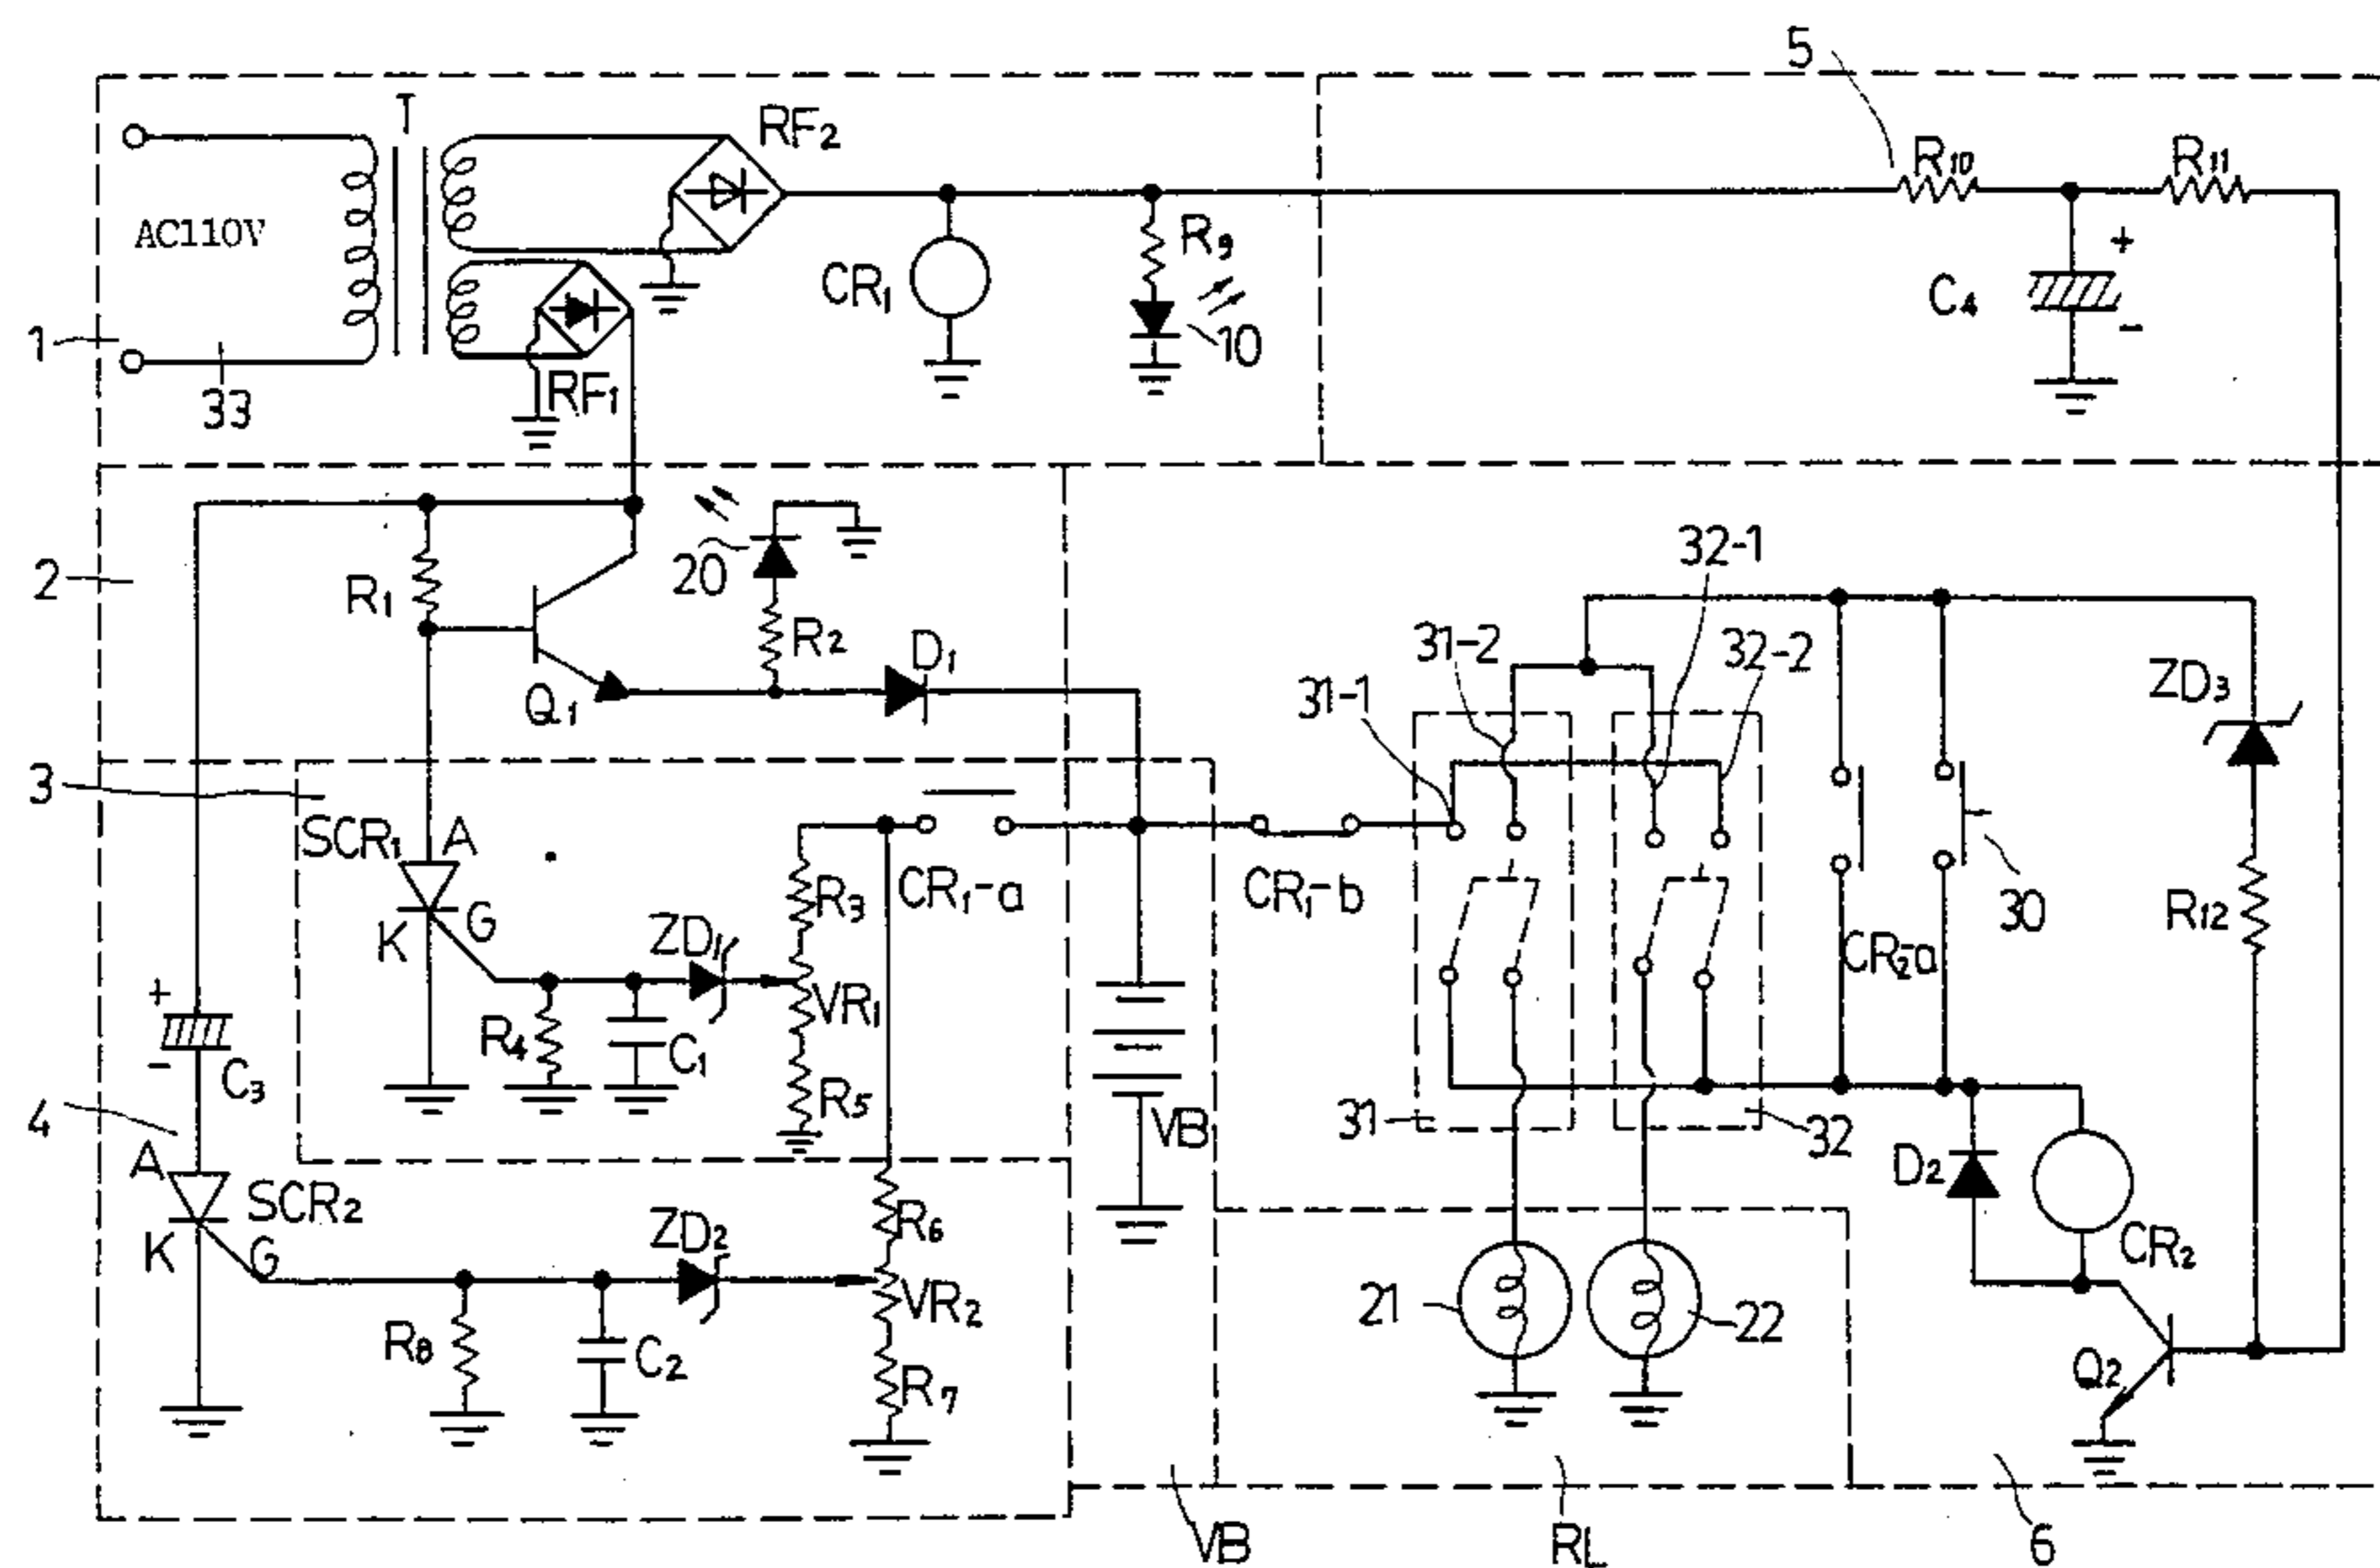 5
T
RF2
R10
R11
AC110V
CR1
R9
10
C4
+
-
1
33
RF1
2
R1
20
R2
D1
Q1
32-1
31-2
32-2
31-1
ZD3
3
SCR1
A
K
G
ZD1
R3
CR1-a
VR1
R4
C1
R5
CR1-b
CR2-a
30
R12
+
-
C3
4
A
SCR2
K
G
ZD2
R6
VR2
R8
C2
R7
VB
31
32
D2
CR2
21
22
Q2
VB
RL
6